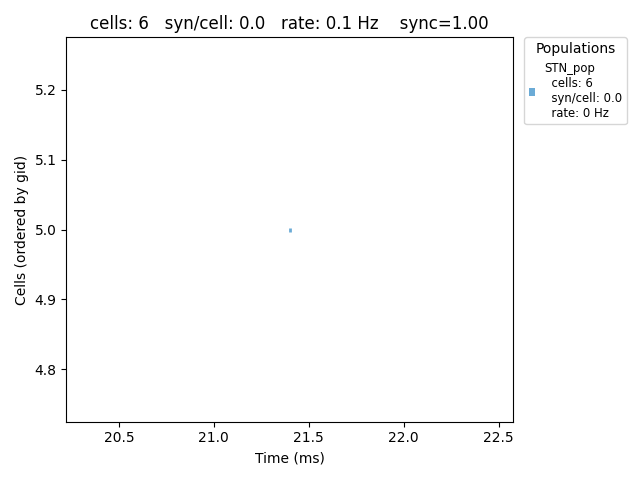 cells: 6   syn/cell: 0.0   rate: 0.1 Hz    sync=1.00
Populations
STN_pop
cells: 6
syn/cell: 0.0
rate: 0 Hz
5.2
5.1
5.0
4.9
4.8
Cells (ordered by gid)
20.5 21.0 21.5 22.0 22.5
Time (ms)